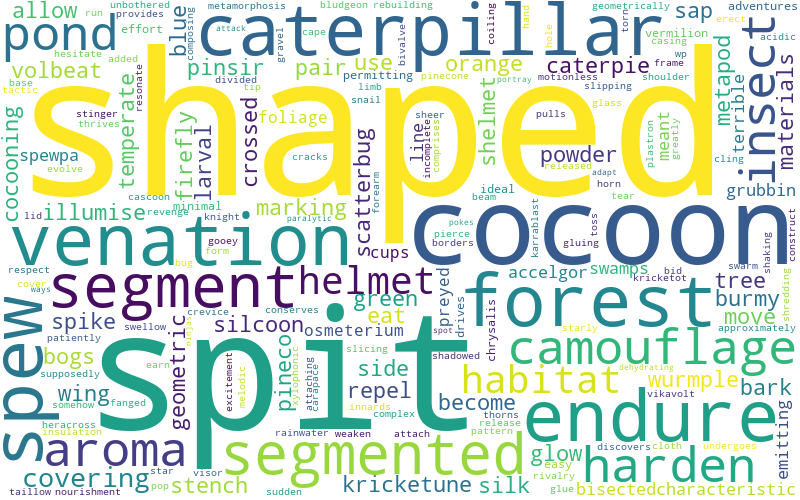 allow
run
unbothered
provides
metamorphosis
bludgeon
rebuilding
geometrically
adventures
pond
caterpillar
sap
erect
hesitate
added
effort
blue
composing
attack
gravel
cape
bivalve
coiling
hand
torn
hole
vermilion
acidic
casing
wp
volbeat
pinsir
pair
use
orange
caterpie
permitting
motionless
shoulder
frame
base
tactic
resonate
divided
tip
pinecone
limb
slipping
portray
insect
materials
metapod
terrible
stinger
thrives
temperate
firefly
larval
crossed
foliage
snail
sheer
comprises
glass
pulls
shaped
shelmet
line
incomplete
meant
plastron
greatly
cocooning
spewpa
evolve
cracks
scatterbug
powder
released
adapt
cling
grubbin
cascoon
forearm
ideal
beam
horn
tear
lid
illumise
revenge
minimal
knight
marking
paralytic
cocoon
pierce
pokes
karrablast
toss
construct
venation
gooey
form
cups
borders
gluing
shaking
respect
bug
segment
helmet
preyed
accelgor
swamps
bid
kricketot
tree
swarm
cover
ways
conserves
green
drives
chrysalis
forest
burmy
shredding
spew
spike
swellow
crevice
silcoon
osmeterium
eat
spot
starly
move
approximately
patiently
bogs
supposedly
geometric
ninjas
excitement
slicing
melodic
pineco
xylophonic
attaching
carapace
side
shadowed
camouflage
dehydrating
wing
earn
spit
repel
habitat
wurmple
bark
somehow
fanged
innards
become
vikavolt
heracross
insulation
aroma
segmented
complex
thorns
endure
discovers
cloth
undergoes
emitting
rainwater
weaken
attach
release
pattern
glow
easy
rivalry
harden
covering
star
visor
kricketune
silk
glue
bisected
characteristic
taillow
nourishment
pop
stench
sudden